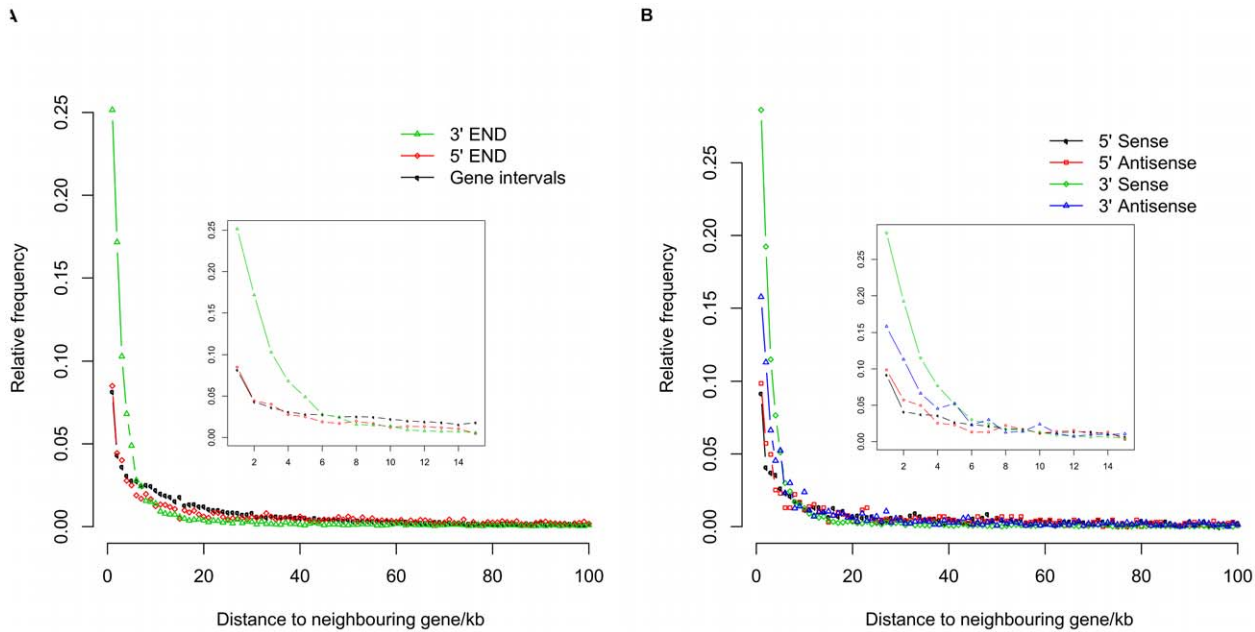 B
0.00 0.05 0.10 0.15 0.20 0.25
Relative frequency
3' END
5' END
Gene intervals
0.00 0.05 0.10 0.15 0.20 0.25
2 4 6 8 10 12 14
0 20 40 60 80 100
Distance to neighbouring gene/kb
0.00 0.05 0.10 0.15 0.20 0.25
Relative frequency
5' Sense
5' Antisense
3' Sense
3' Antisense
0.00 0.05 0.10 0.15 0.20 0.25
2 4 6 8 10 12 14
0 20 40 60 80 100
Distance to neighbouring gene/kb